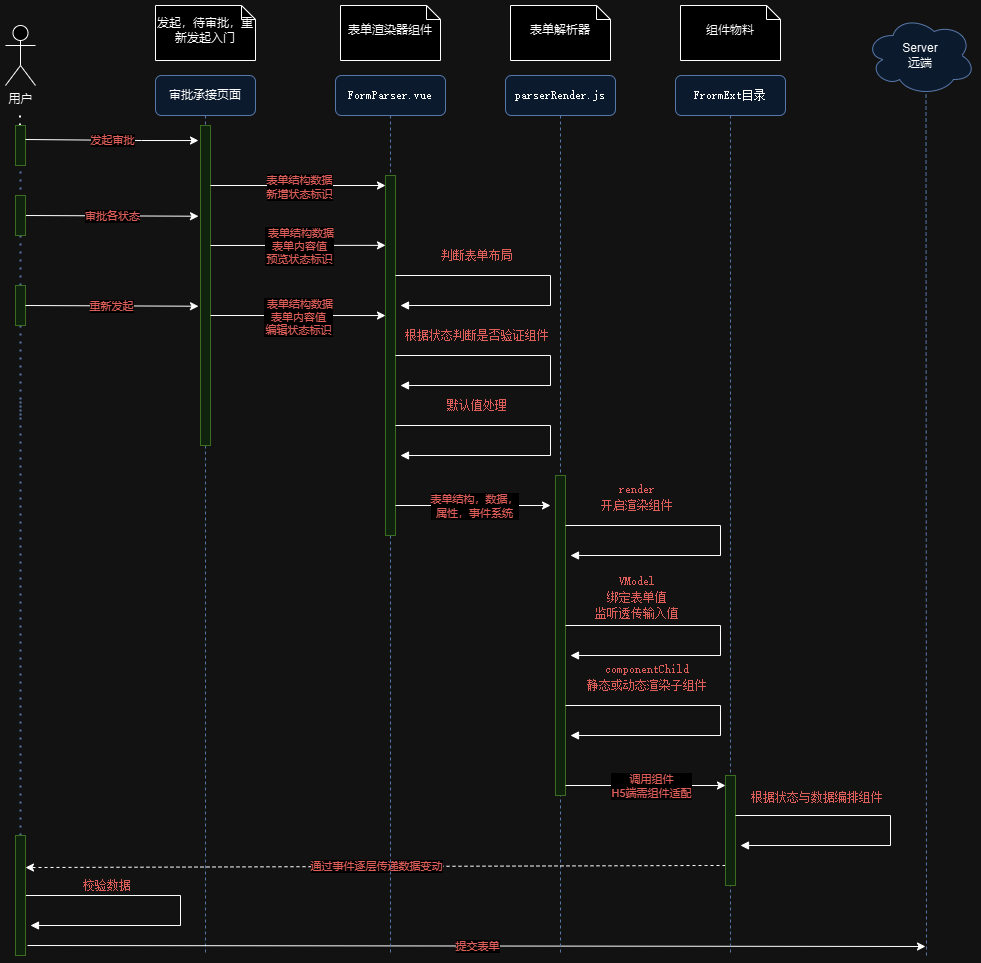 发起，待审批，重
新发起入门
表单渲染器组件
表单解析器
组件物料
Server
远端
用户
审批承接页面
FormParser.vue
parserRender.js
FrormExt目录
发起审批
表单结构数据
新增状态标识
审批各状态
表单结构数据
表单内容值
预览状态标识
判断表单布局
重新发起
表单结构数据
表单内容值
编辑状态标识
根据状态判断是否验证组件
默认值处理
表单结构，数据，
属性，事件系统
render
开启渲染组件
VModel
绑定表单值
监听透传输入值
componentChild
静态或动态渲染子组件
调用组件
H5端需组件适配
根据状态与数据编排组件
通过事件逐层传递数据变动
校验数据
提交表单